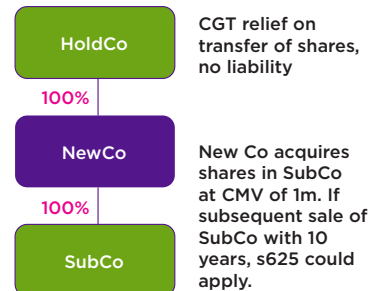 HoldCo
CGT relief on
transfer of shares,
no liability
100%
NewCo
New Co acquires
shares in SubCo
at CMV of 1m. If
subsequent sale of
SubCo with 10
years, s625 could
apply.
100%
SubCo